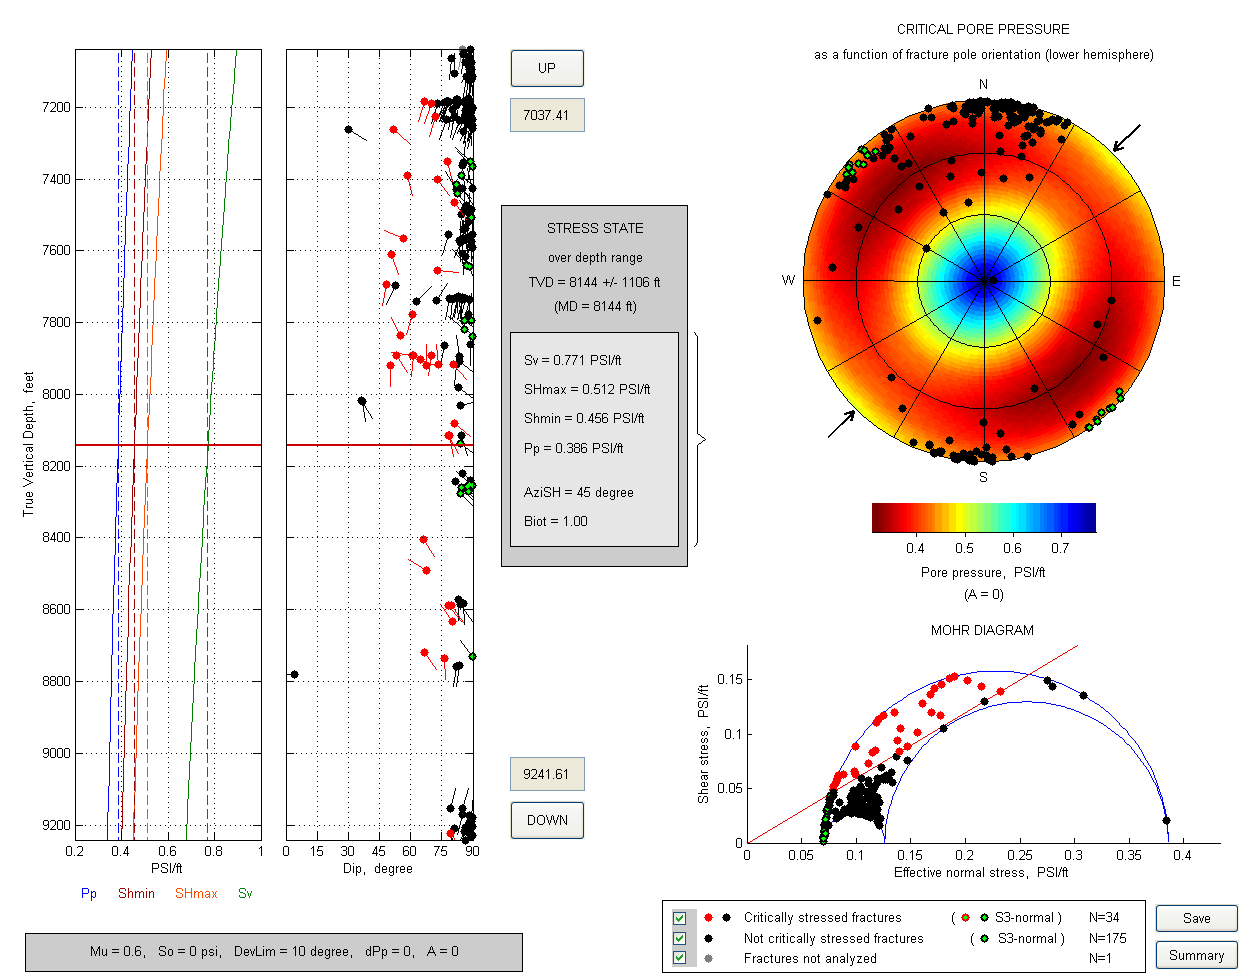 CRITICAL PORE PRESSURE
as a function of fracture pole orientation (lower hemisphere)
N
W
E
S
0.4 0.5 0.6 0.7
Pore pressure, PSI/ft
(A = 0)
UP
7037.41
STRESS STATE
over depth range
TVD = 8144 +/- 1106 ft
(MD = 8144 ft)
Sv = 0.771 PSI/ft
SHmax = 0.512 PSI/ft
Shmin = 0.456 PSI/ft
Pp = 0.386 PSI/ft
AziSH = 45 degree
Biot = 1.00
9241.61
DOWN
True Vertical Depth, feet
7200
7400
7600
7800
8000
8200
8400
8600
8800
9000
9200
0.2 0.4 0.6 0.8 1
PSI/ft
0 15 30 45 60 75 90
Dip, degree
Pp Shmin SHmax Sv
Mu = 0.6, So = 0 psi, DevLim = 10 degree, dPp = 0, A = 0
MOHR DIAGRAM
Shear stress, PSI/ft
0.15
0.1
0.05
0
0 0.05 0.1 0.15 0.2 0.25 0.3 0.35 0.4
Effective normal stress, PSI/ft
Critically stressed fractures ( S3-normal ) N=34
Not critically stressed fractures ( S3-normal ) N=175
Fractures not analyzed N=1
Save
Summary